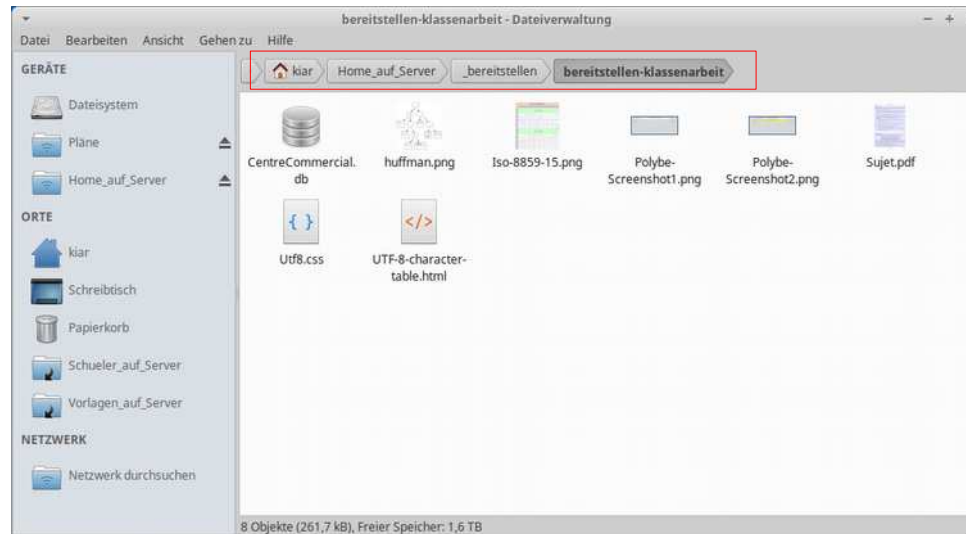 bereitstellen-klassenarbeit - Dateiverwaltung
Datei Bearbeiten Ansicht Gehen zu Hilfe
GERÄTE
Dateisystem
Pläne
Home_auf_Server
ORTE
kiar
Schreibtisch
Papierkorb
Schueler_auf_Server
Vorlagen_auf_Server
NETZWERK
Netzwerk durchsuchen
kiar Home_auf_Server _bereitstellen bereitstellen-klassenarbeit
CentreCommercial.
db
huffman.png
Iso-8859-15.png
Polybe-
Screenshot1.png
Polybe-
Screenshot2.png
Sujet.pdf
Utf8.css
UTF-8-character-
table.html
8 Objekte (261,7 kB), Freier Speicher: 1,6 TB